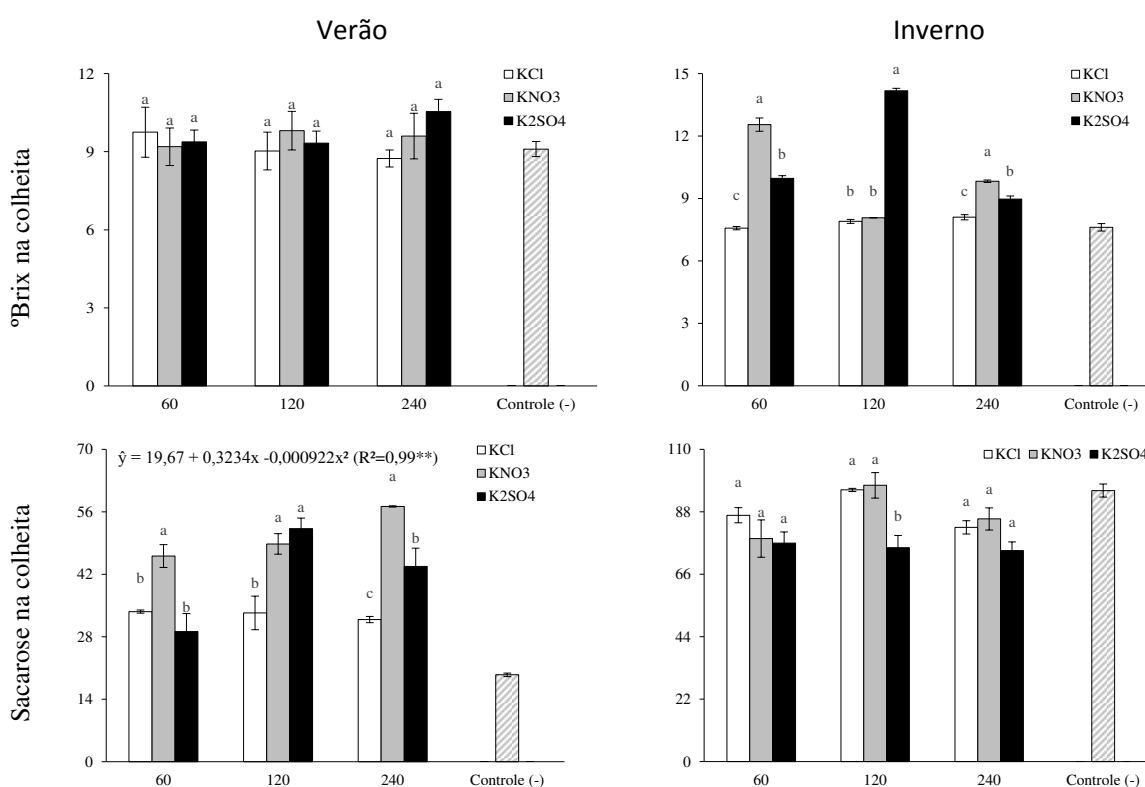 Verão
Inverno
ºBrix na colheita
12
9
6
3
0
a a a
a a a
a a a
KCl
KNO3
K2SO4
60 120 240 Controle (-)
15
12
9
6
3
0
c a b
b b a
c a b
KCl
KNO3
K2SO4
60 120 240 Controle (-)
Sacarose na colheita
70
56
42
28
14
0
ŷ = 19,67 + 0,3234x -0,000922x² (R²=0,99**)
b a b
b a a
c a b
KCl
KNO3
K2SO4
60 120 240 Controle (-)
110
88
66
44
22
0
a a a
a a b
a a a
KCl KNO3 K2SO4
60 120 240 Controle (-)